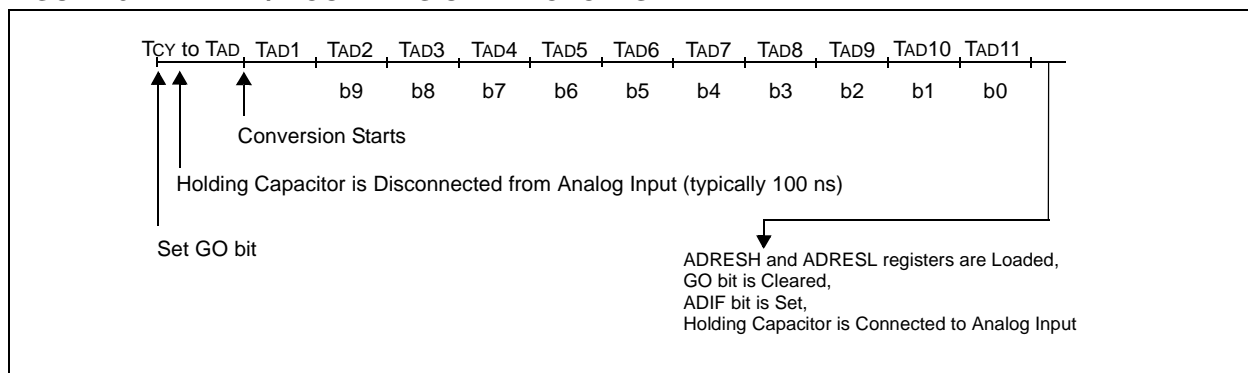 TCY to TAD TAD1 TAD2 TAD3 TAD4 TAD5 TAD6 TAD7 TAD8 TAD9 TAD10 TAD11
b9 b8 b7 b6 b5 b4 b3 b2 b1 b0
Conversion Starts
Holding Capacitor is Disconnected from Analog Input (typically 100 ns)
Set GO bit
ADRESH and ADRESL registers are Loaded,
GO bit is Cleared,
ADIF bit is Set,
Holding Capacitor is Connected to Analog Input